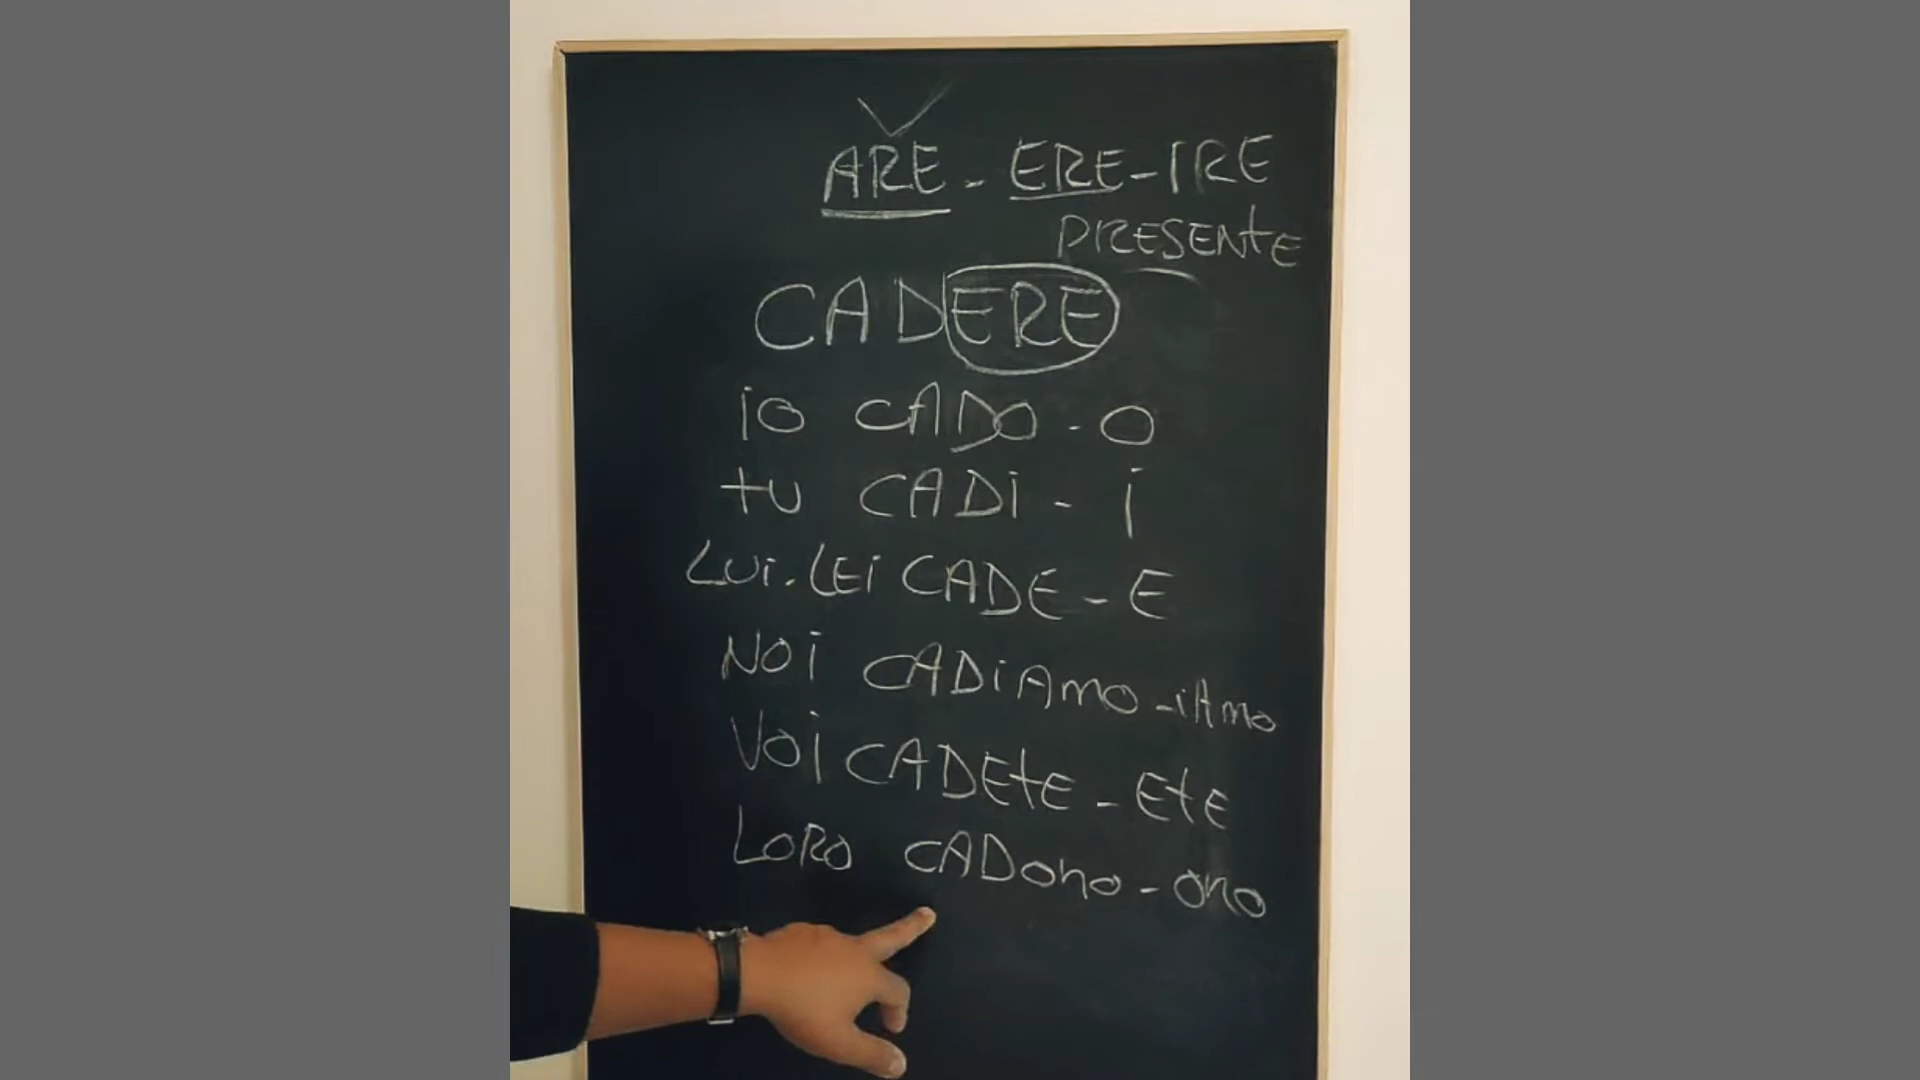 ARE - ERE - IRE
PRESENTE
CADERE
io CADO - O
tu CADi - i
Lui. LEi CADE - E
Noi CADiAmo - iAmo
Voi CADEtE - EtE
LoRo CADono - ono